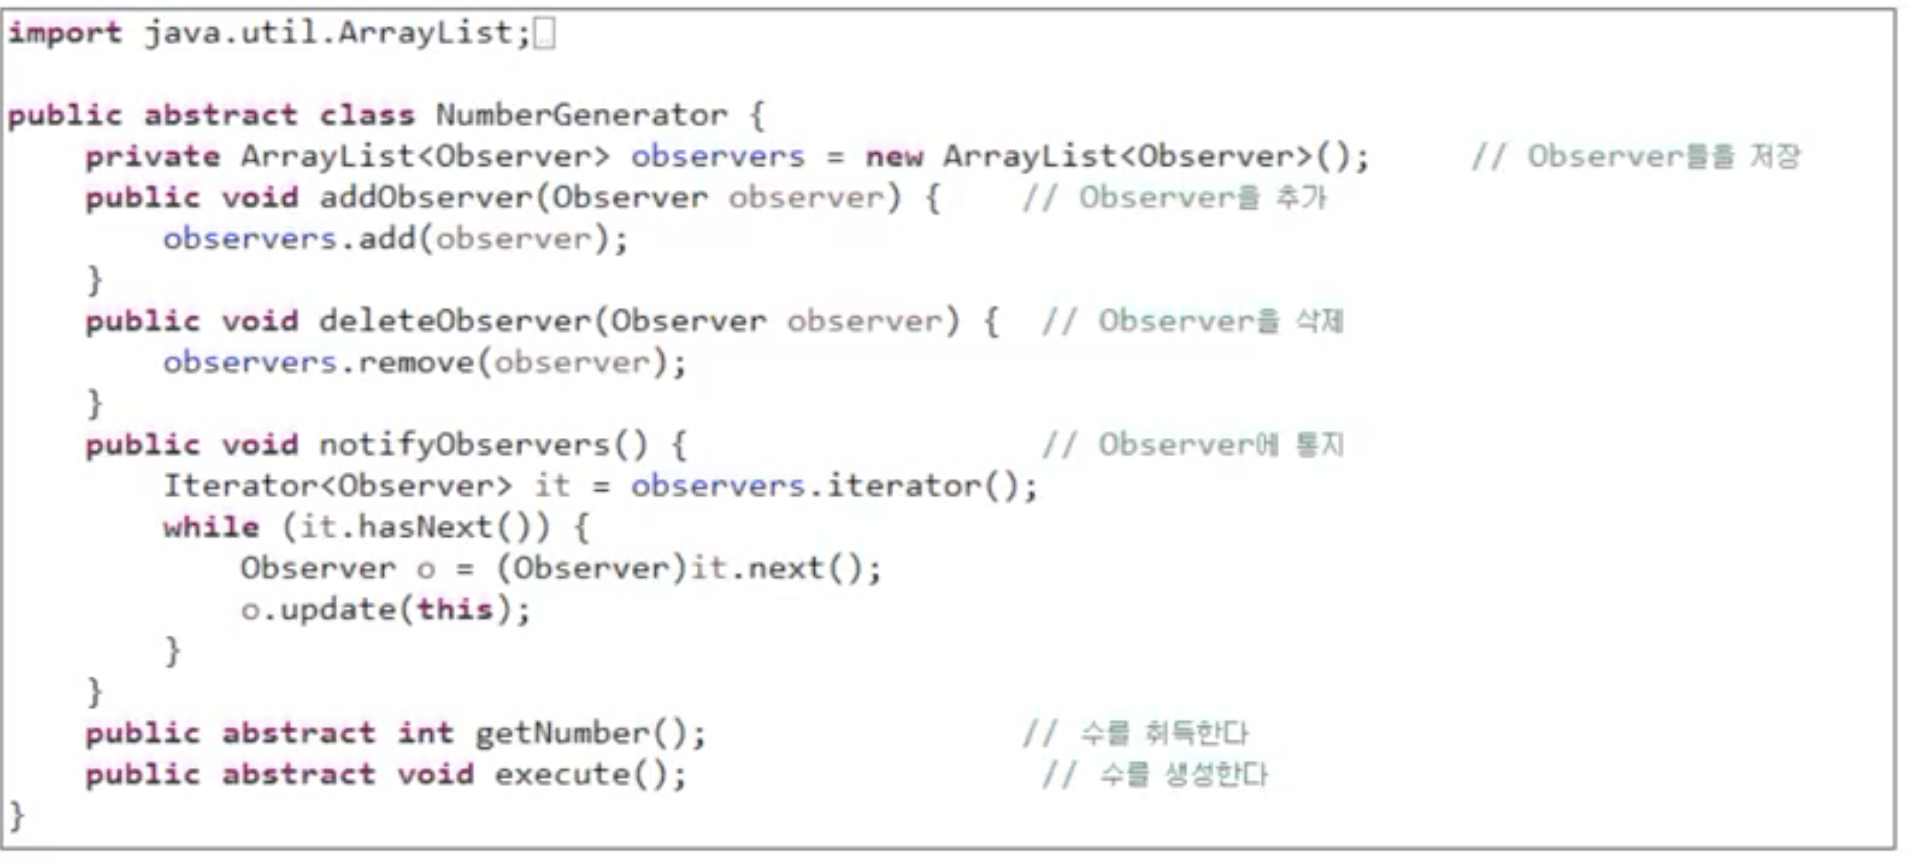 import java.util.ArrayList;
public abstract class NumberGenerator {
private ArrayList<Observer> observers = new ArrayList<Observer>(); // Observer들을 저장
public void addObserver(Observer observer) { // Observer을 추가
observers.add(observer);
}
public void deleteObserver(Observer observer) { // Observer을 삭제
observers.remove(observer);
}
public void notifyObservers() { // Observer에 통지
Iterator<Observer> it = observers.iterator();
while (it.hasNext()) {
Observer o = (Observer)it.next();
o.update(this);
}
}
public abstract int getNumber(); // 수를 취득한다
public abstract void execute(); // 수를 생성한다
}